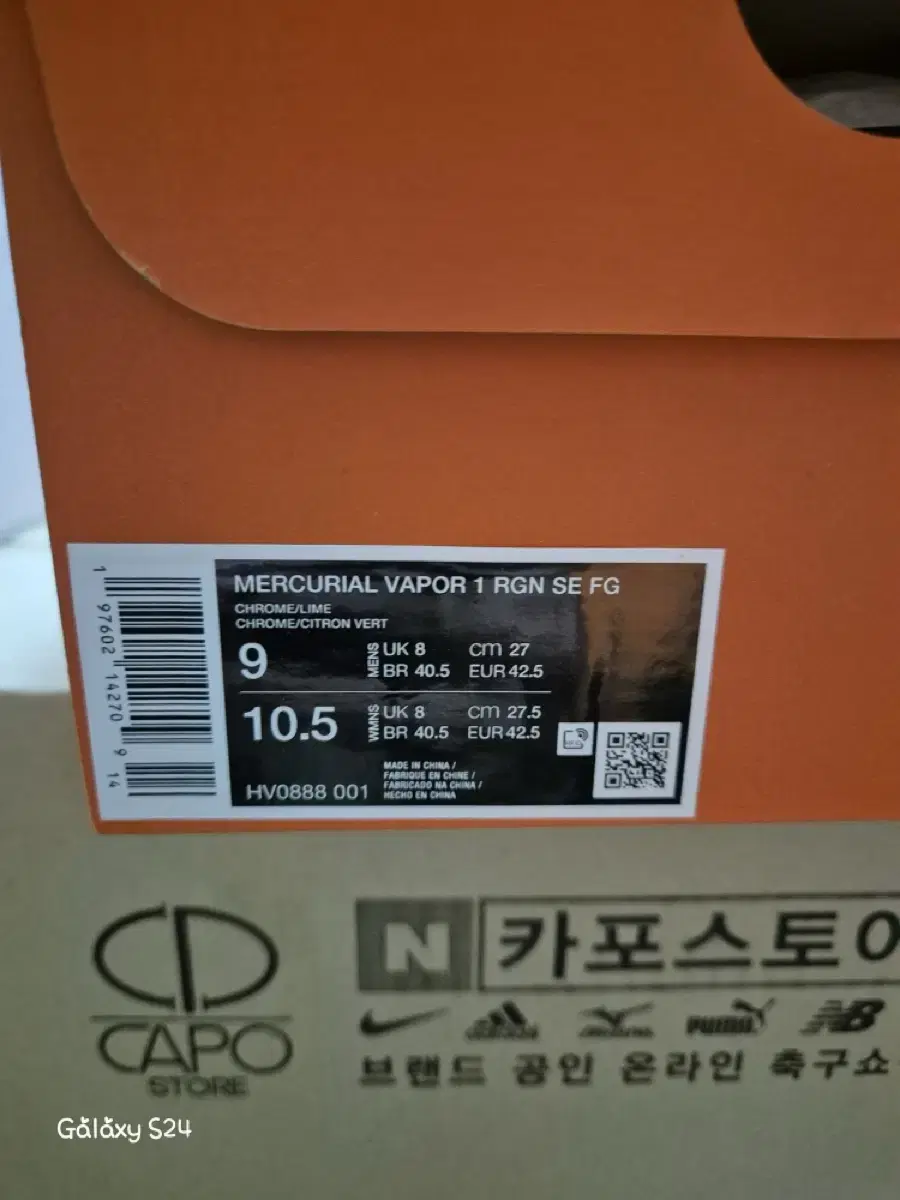 MERCURIAL VAPOR 1 RGN SE FG
CHROME/LIME
CHROME/CITRON VERT
9
MENS
UK 8 cm 27
BR 40.5 EUR 42.5
10.5
WMNS
UK 8 cm 27.5
BR 40.5 EUR 42.5
MADE IN CHINA /
FABRIQUE EN CHINE /
FABRICADO NA CHINA /
HECHO EN CHINA
HV0888 001
1 97602 14270 9 14
N 카포스토어
CAPO
STORE
PUMA NB
브랜드 공인 온라인 축구쇼
Galaxy S24